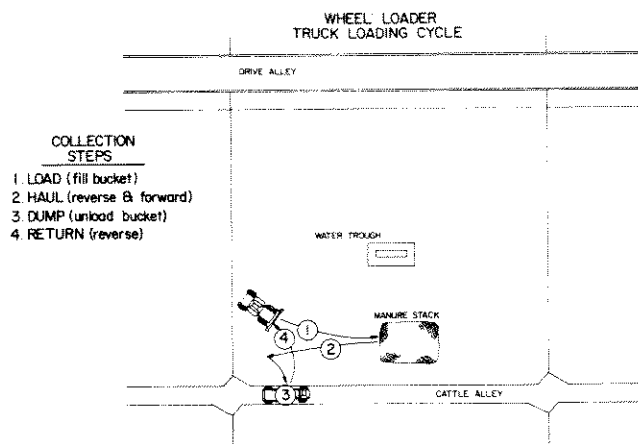 WHEEL LOADER
TRUCK LOADING CYCLE
DRIVE ALLEY
COLLECTION
STEPS
1. LOAD (fill bucket)
2. HAUL (reverse & forward)
3. DUMP (unload bucket)
4. RETURN (reverse)
WATER TROUGH
MANURE STACK
4
1
2
3
CATTLE ALLEY